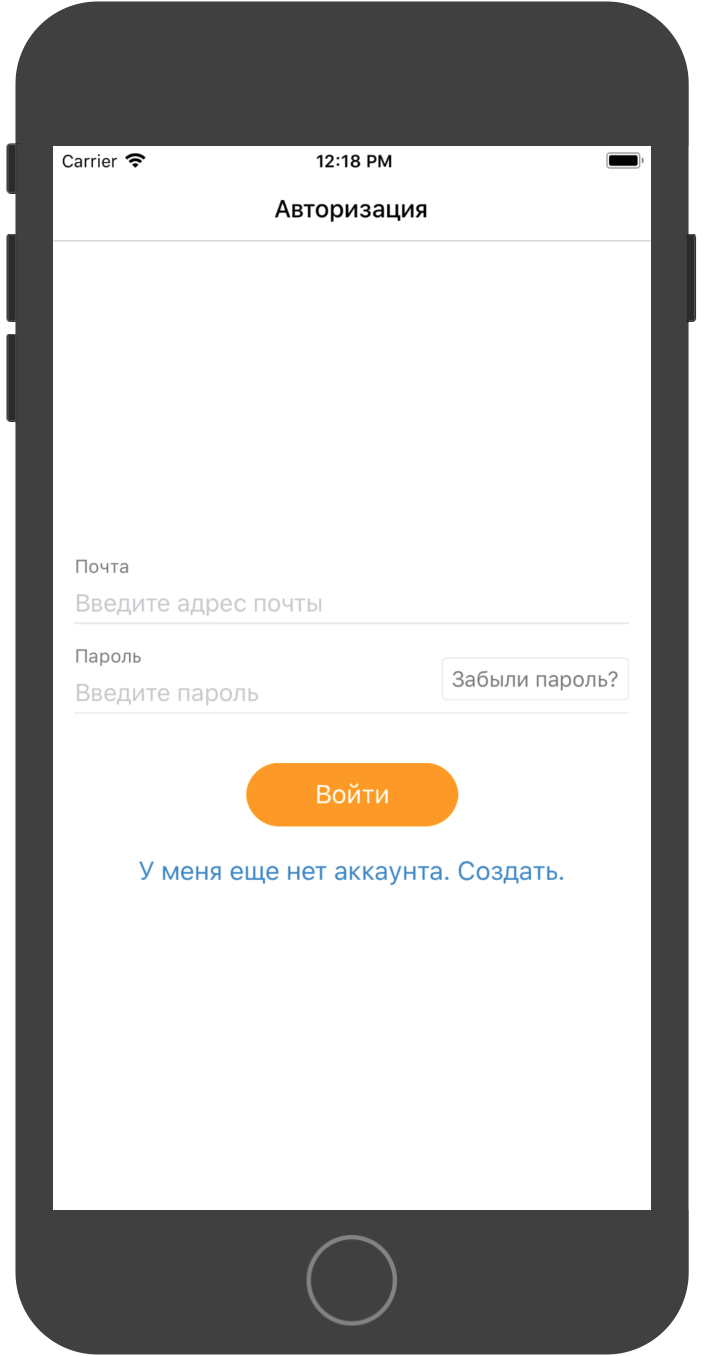 Carrier 12:18 PM
Авторизация
Почта
Введите адрес почты
Пароль
Введите пароль
Забыли пароль?
Войти
У меня еще нет аккаунта. Создать.